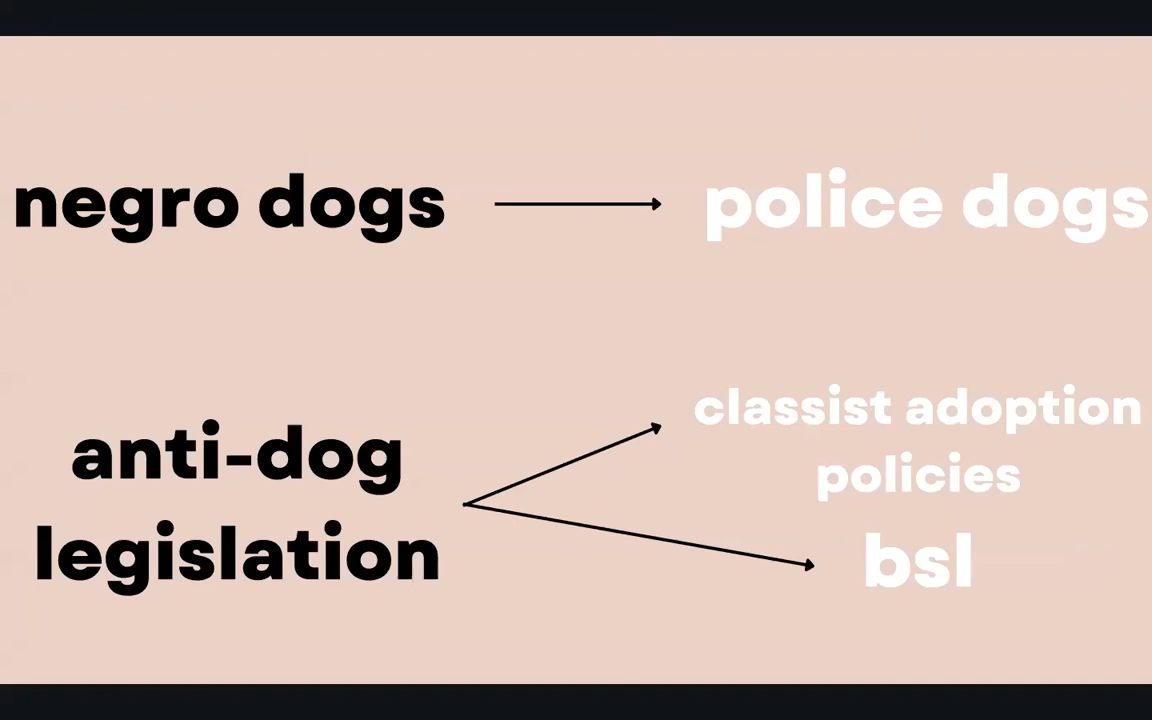 negro dogs
police dogs
anti-dog
legislation
classist adoption
policies
bsl